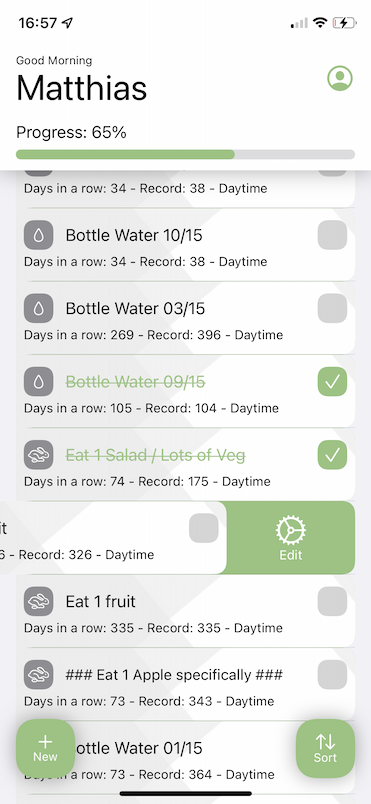 16:57
Good Morning
Matthias
Progress: 65%
Days in a row: 34 - Record: 38 - Daytime
Bottle Water 10/15
Days in a row: 34 - Record: 38 - Daytime
Bottle Water 03/15
Days in a row: 269 - Record: 396 - Daytime
Bottle Water 09/15
Days in a row: 105 - Record: 104 - Daytime
Eat 1 Salad / Lots of Veg
Days in a row: 74 - Record: 175 - Daytime
it
6 - Record: 326 - Daytime
Edit
Eat 1 fruit
Days in a row: 335 - Record: 335 - Daytime
### Eat 1 Apple specifically ###
Days in a row: 73 - Record: 343 - Daytime
ottle Water 01/15
a row: 73 - Record: 364 - Daytime
New
Sort